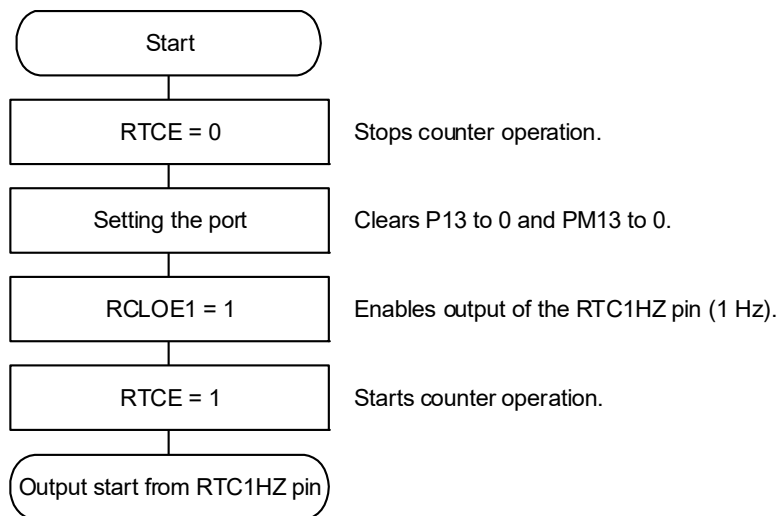 Start
RTCE = 0
Stops counter operation.
Setting the port
Clears P13 to 0 and PM13 to 0.
RCLOE1 = 1
Enables output of the RTC1HZ pin (1 Hz).
RTCE = 1
Starts counter operation.
Output start from RTC1HZ pin